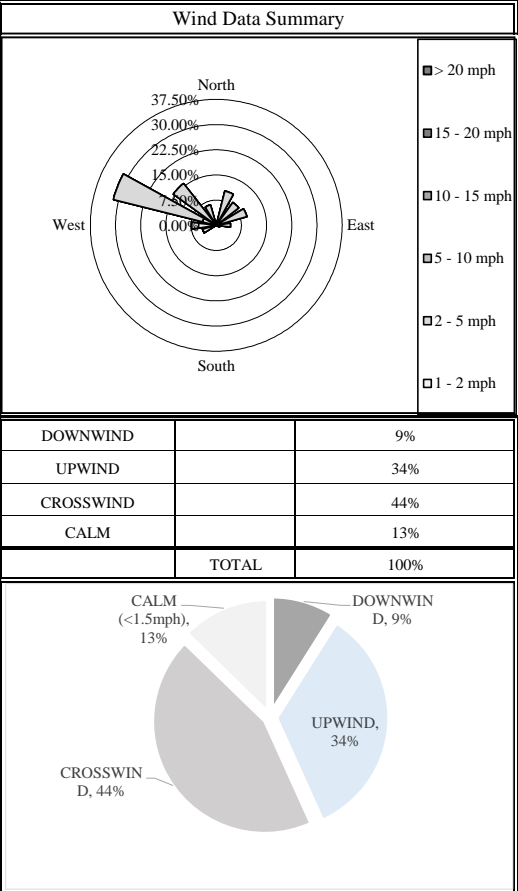 Wind Data Summary
North
37.50%
30.00%
22.50%
15.00%
7.50%
0.00%
West
East
South
> 20 mph
15 - 20 mph
10 - 15 mph
5 - 10 mph
2 - 5 mph
1 - 2 mph
DOWNWIND 9%
UPWIND 34%
CROSSWIND 44%
CALM 13%
TOTAL 100%
CALM
(<1.5mph),
13%
DOWNWIN
D, 9%
UPWIND,
34%
CROSSWIN
D, 44%